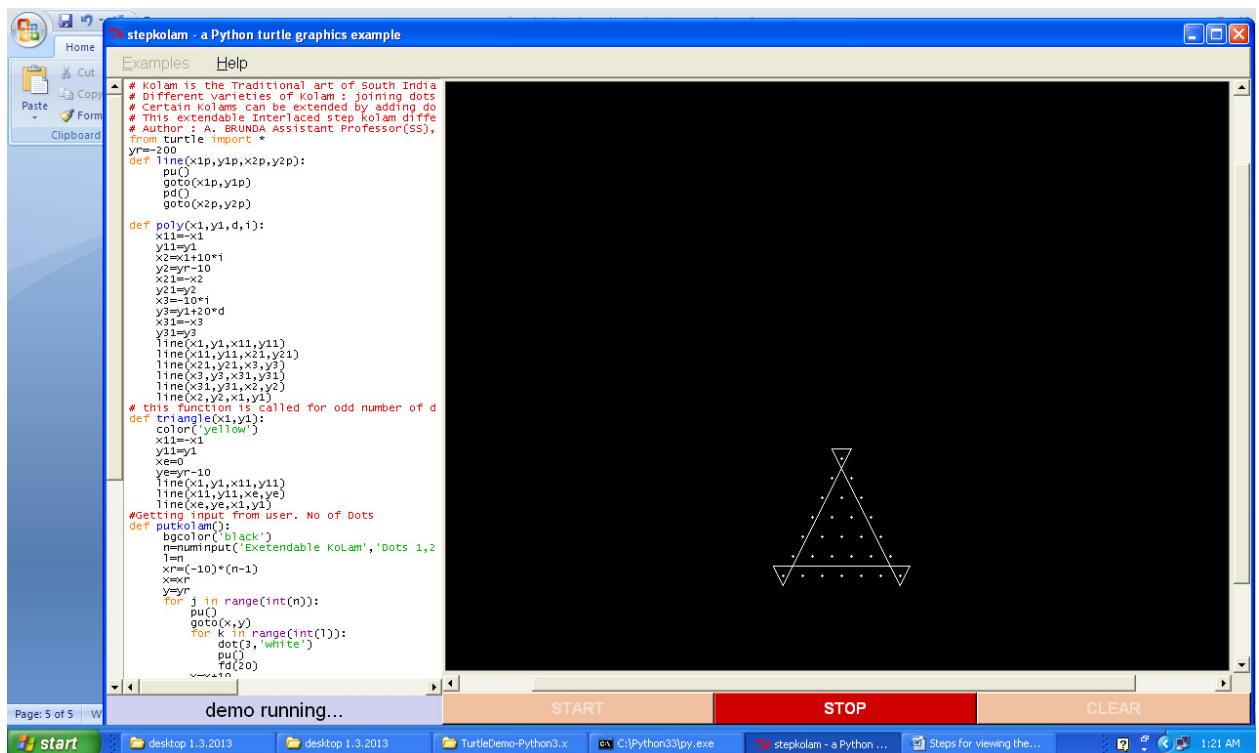 stepkolam - a Python turtle graphics example
Home
Cut
Copy
Paste
Form
Clipboard
Examples Help
# Kolam is the Traditional art of South India
# Different varieties of Kolam : joining dots
# Certain Kolams can be extended by adding do
# This extendable Interlaced step kolam diffe
# Author : A. BRUNDA Assistant Professor(SS),
from turtle import *
yr=-200
def line(x1p,y1p,x2p,y2p):
pu()
goto(x1p,y1p)
pd()
goto(x2p,y2p)
def poly(x1,y1,d,i):
x11=-x1
y11=y1
x2=x1+10*i
y2=yr-10
x21=-x2
y21=y2
x3=-10*i
y3=y1+20*d
x31=-x3
y31=y3
line(x1,y1,x11,y11)
line(x11,y11,x21,y21)
line(x21,y21,x3,y3)
line(x3,y3,x31,y31)
line(x31,y31,x2,y2)
line(x2,y2,x1,y1)
# this function is called for odd number of d
def triangle(x1,y1):
color('yellow')
x11=-x1
y11=y1
xe=0
ye=yr-10
line(x1,y1,x11,y11)
line(x11,y11,xe,ye)
line(xe,ye,x1,y1)
#Getting input from user. No of Dots
def putkolam():
bgcolor('black')
n=numinput('Exetendable KoLam','Dots 1,2
l=n
xr=(-10)*(n-1)
x=xr
y=yr
for j in range(int(n)):
pu()
goto(x,y)
for k in range(int(l)):
dot(3,'white')
pu()
fd(20)
x=x+10
demo running...
START
STOP
CLEAR
Page: 5 of 5 W
start
desktop 1.3.2013
desktop 1.3.2013
TurtleDemo-Python3.x
C:\Python33\py.exe
stepkolam - a Python ...
Steps for viewing the...
1:21 AM